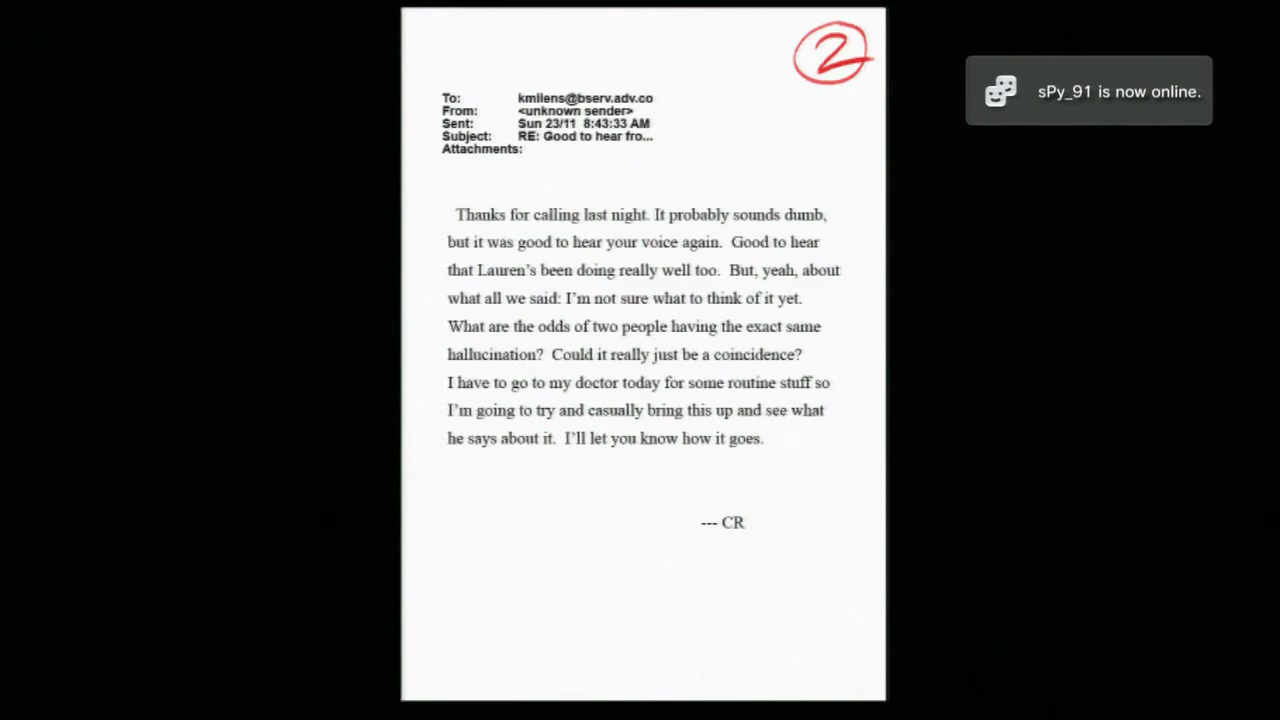 2
sPy_91 is now online.
To: kmilens@bserv.adv.co
From: <unknown sender>
Sent: Sun 23/11 8:43:33 AM
Subject: RE: Good to hear fro...
Attachments:
Thanks for calling last night. It probably sounds dumb,
but it was good to hear your voice again. Good to hear
that Lauren's been doing really well too. But, yeah, about
what all we said: I'm not sure what to think of it yet.
What are the odds of two people having the exact same
hallucination? Could it really just be a coincidence?
I have to go to my doctor today for some routine stuff so
I'm going to try and casually bring this up and see what
he says about it. I'll let you know how it goes.
--- CR